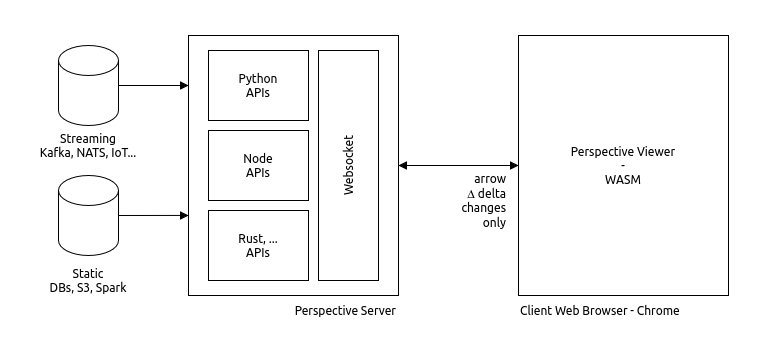 Streaming
Kafka, NATS, IoT...
Static
DBs, S3, Spark
Python
APIs
Node
APIs
Rust, ...
APIs
Websocket
Perspective Server
arrow
Δ delta
changes
only
Perspective Viewer
-
WASM
Client Web Browser - Chrome